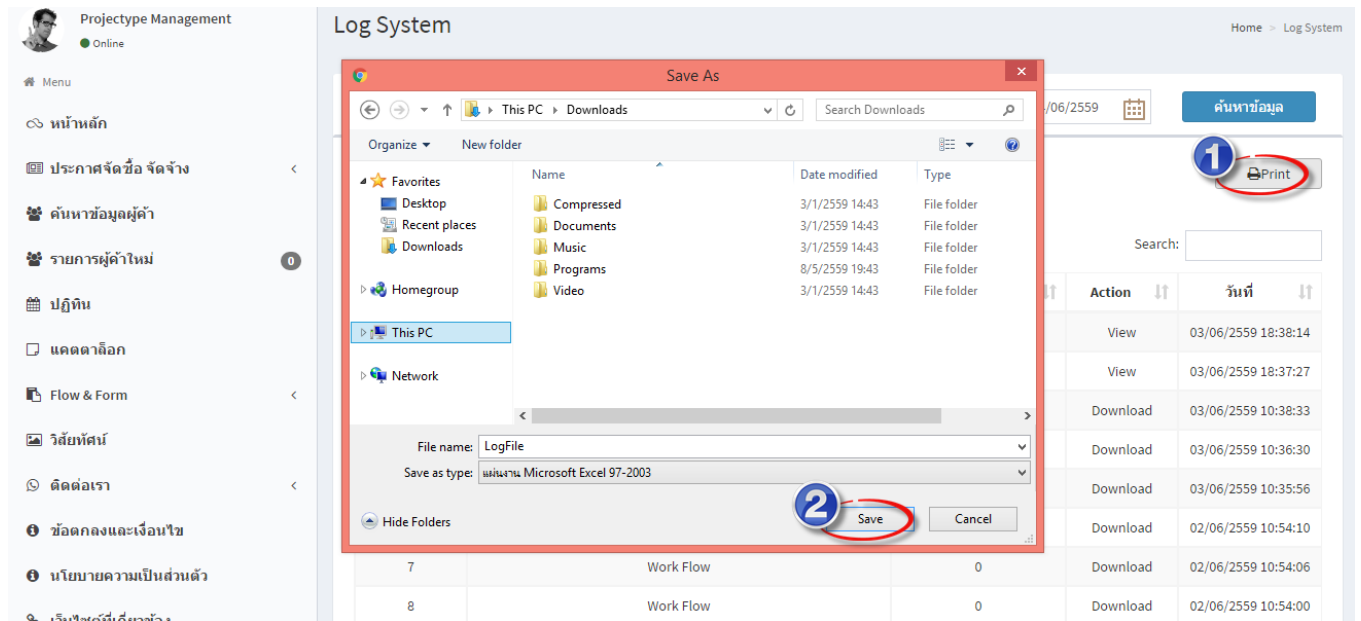 Projectype Management
Online
Menu
หน้าหลัก
ประกาศจัดซื้อ จัดจ้าง
ค้นหาข้อมูลผู้ค้า
รายการผู้ค้าใหม่
0
ปฏิทิน
แคตตาล็อก
Flow & Form
วิสัยทัศน์
ติดต่อเรา
ข้อตกลงและเงื่อนไข
นโยบายความเป็นส่วนตัว
Log System
Home > Log System
/06/2559
ค้นหาข้อมูล
1
Print
Search:
Save As
This PC
Downloads
Search Downloads
Organize
New folder
Favorites
Desktop
Recent places
Downloads
Homegroup
This PC
Network
Name Date modified Type
Compressed 3/1/2559 14:43 File folder
Documents 3/1/2559 14:43 File folder
Music 3/1/2559 14:43 File folder
Programs 8/5/2559 19:43 File folder
Video 3/1/2559 14:43 File folder
File name: LogFile
Save as type: แผ่นงาน Microsoft Excel 97-2003
Hide Folders
2
Save
Cancel
Action วันที่
View 03/06/2559 18:38:14
View 03/06/2559 18:37:27
Download 03/06/2559 10:38:33
Download 03/06/2559 10:36:30
Download 03/06/2559 10:35:56
Download 02/06/2559 10:54:10
7 Work Flow 0 Download 02/06/2559 10:54:06
8 Work Flow 0 Download 02/06/2559 10:54:00